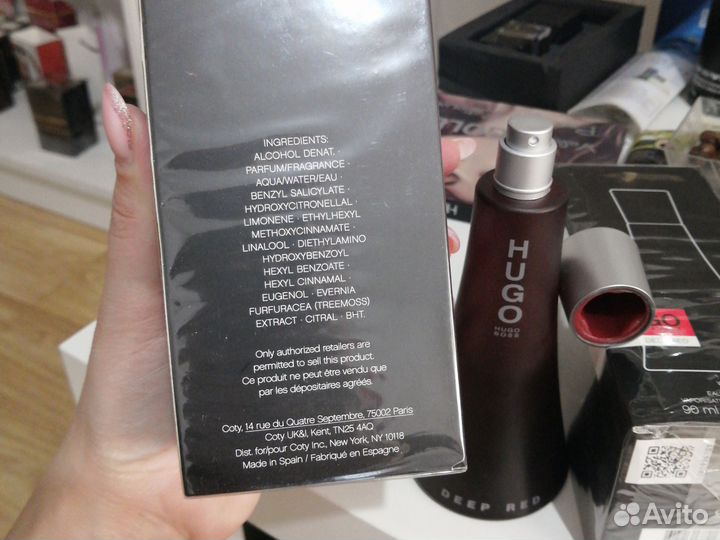 INGREDIENTS:
ALCOHOL DENAT. ·
PARFUM/FRAGRANCE ·
AQUA/WATER/EAU ·
BENZYL SALICYLATE ·
HYDROXYCITRONELLAL ·
LIMONENE · ETHYLHEXYL
METHOXYCINNAMATE ·
LINALOOL · DIETHYLAMINO
HYDROXYBENZOYL
HEXYL BENZOATE ·
HEXYL CINNAMAL ·
EUGENOL · EVERNIA
FURFURACEA (TREEMOSS)
EXTRACT · CITRAL · BHT.
Only authorized retailers are
permitted to sell this product.
Ce produit ne peut être vendu que
par les dépositaires agréés.
Coty, 14 rue du Quatre Septembre, 75002 Paris
Coty UK&I, Kent, TN25 4AQ
Dist. for/pour Coty Inc., New York, NY 10118
Made in Spain / Fabriqué en Espagne
HUGO
HUGO
BOSS
DEEP RED
GO
RED
EAU
90 ml
Avito